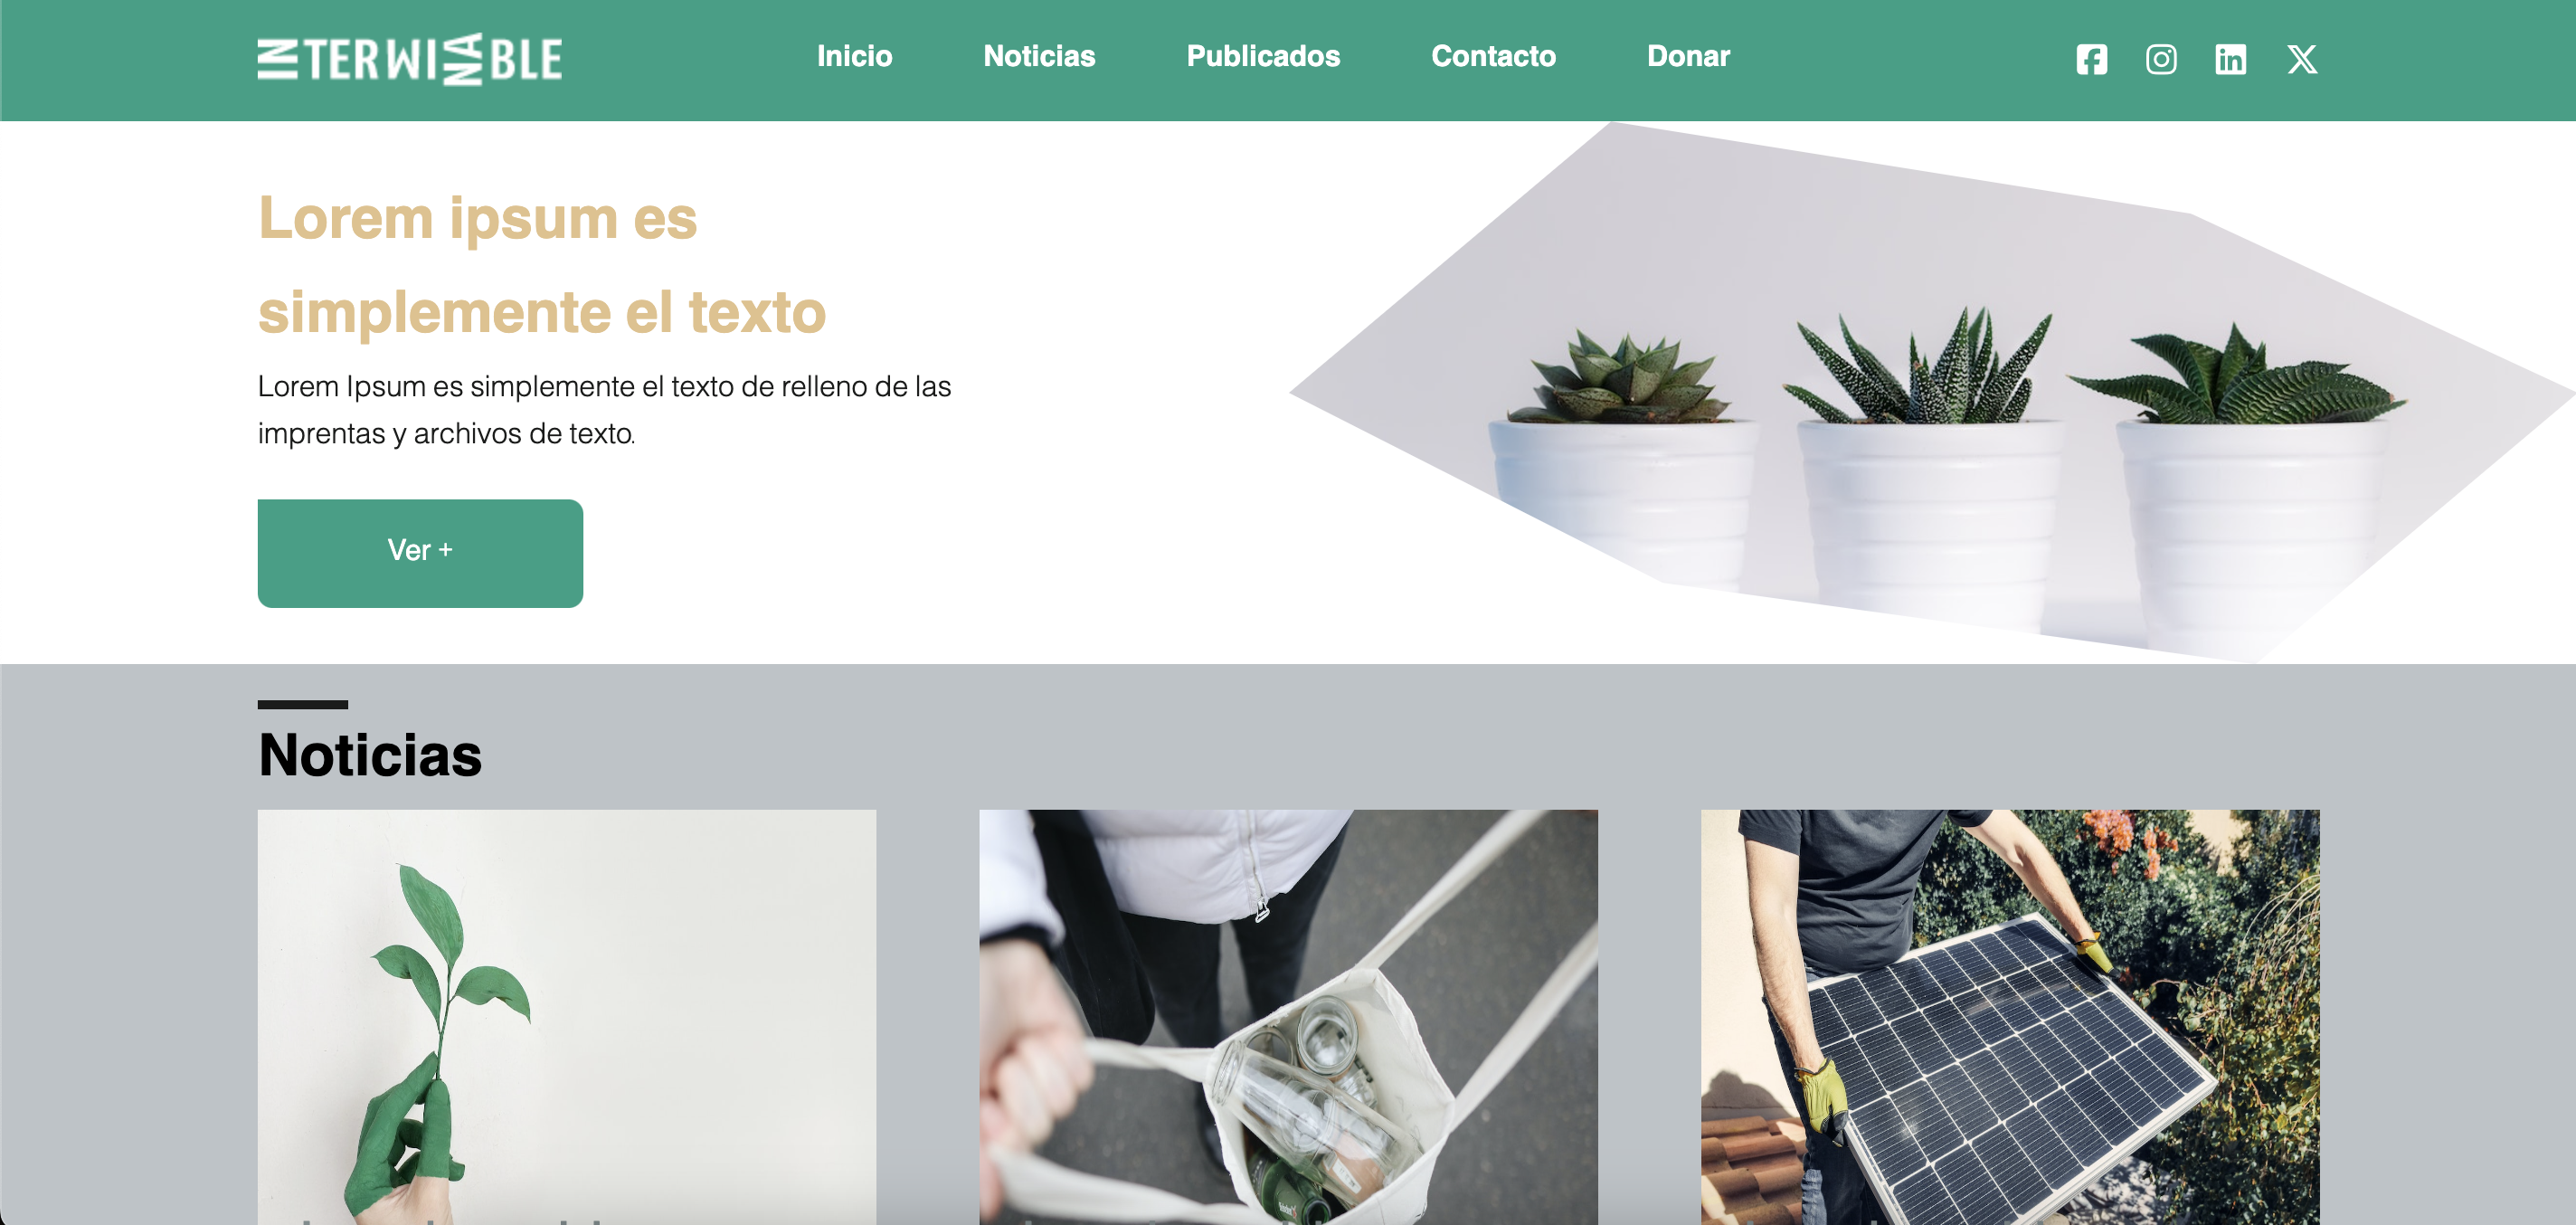 INTERWINABLE
Inicio
Noticias
Publicados
Contacto
Donar
Lorem ipsum es
simplemente el texto
Lorem Ipsum es simplemente el texto de relleno de las
imprentas y archivos de texto.
Ver +
Noticias